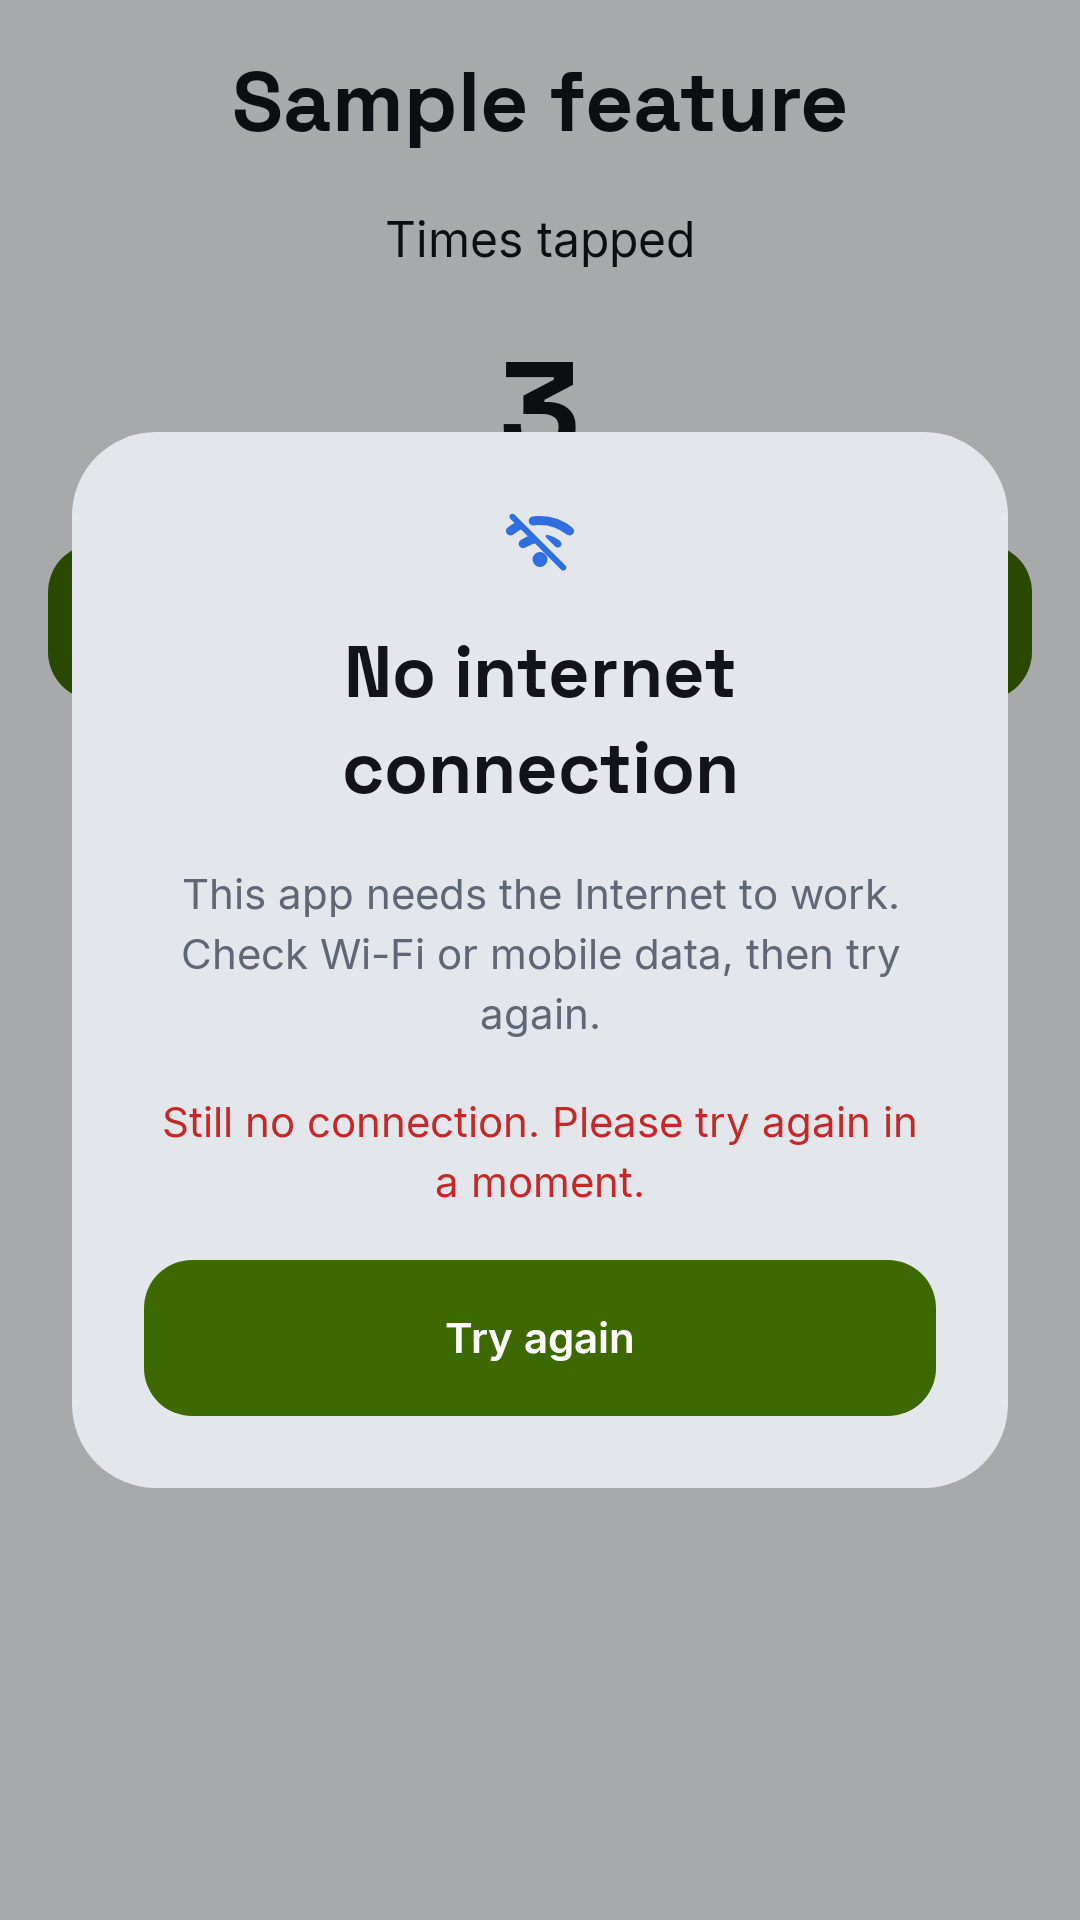 Sample feature
Times tapped
3
No internet
connection
This app needs the Internet to work.
Check Wi-Fi or mobile data, then try
again.
Still no connection. Please try again in
a moment.
Try again